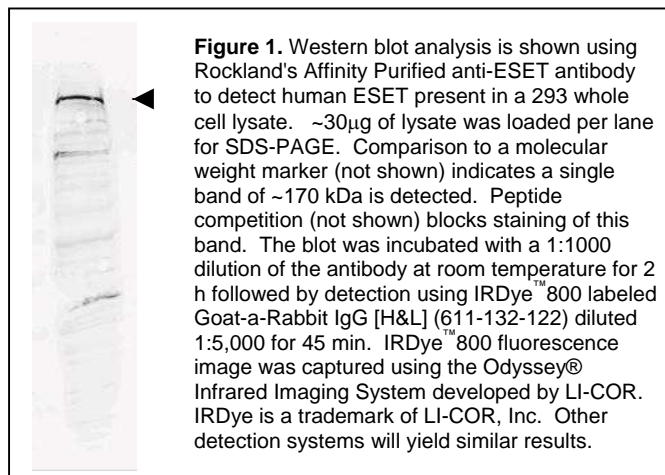 Figure 1. Western blot analysis is shown using
Rockland's Affinity Purified anti-ESET antibody
to detect human ESET present in a 293 whole
cell lysate. ~30μg of lysate was loaded per lane
for SDS-PAGE. Comparison to a molecular
weight marker (not shown) indicates a single
band of ~170 kDa is detected. Peptide
competition (not shown) blocks staining of this
band. The blot was incubated with a 1:1000
dilution of the antibody at room temperature for 2
h followed by detection using IRDye™800 labeled
Goat-a-Rabbit IgG [H&L] (611-132-122) diluted
1:5,000 for 45 min. IRDye™800 fluorescence
image was captured using the Odyssey®
Infrared Imaging System developed by LI-COR.
IRDye is a trademark of LI-COR, Inc. Other
detection systems will yield similar results.